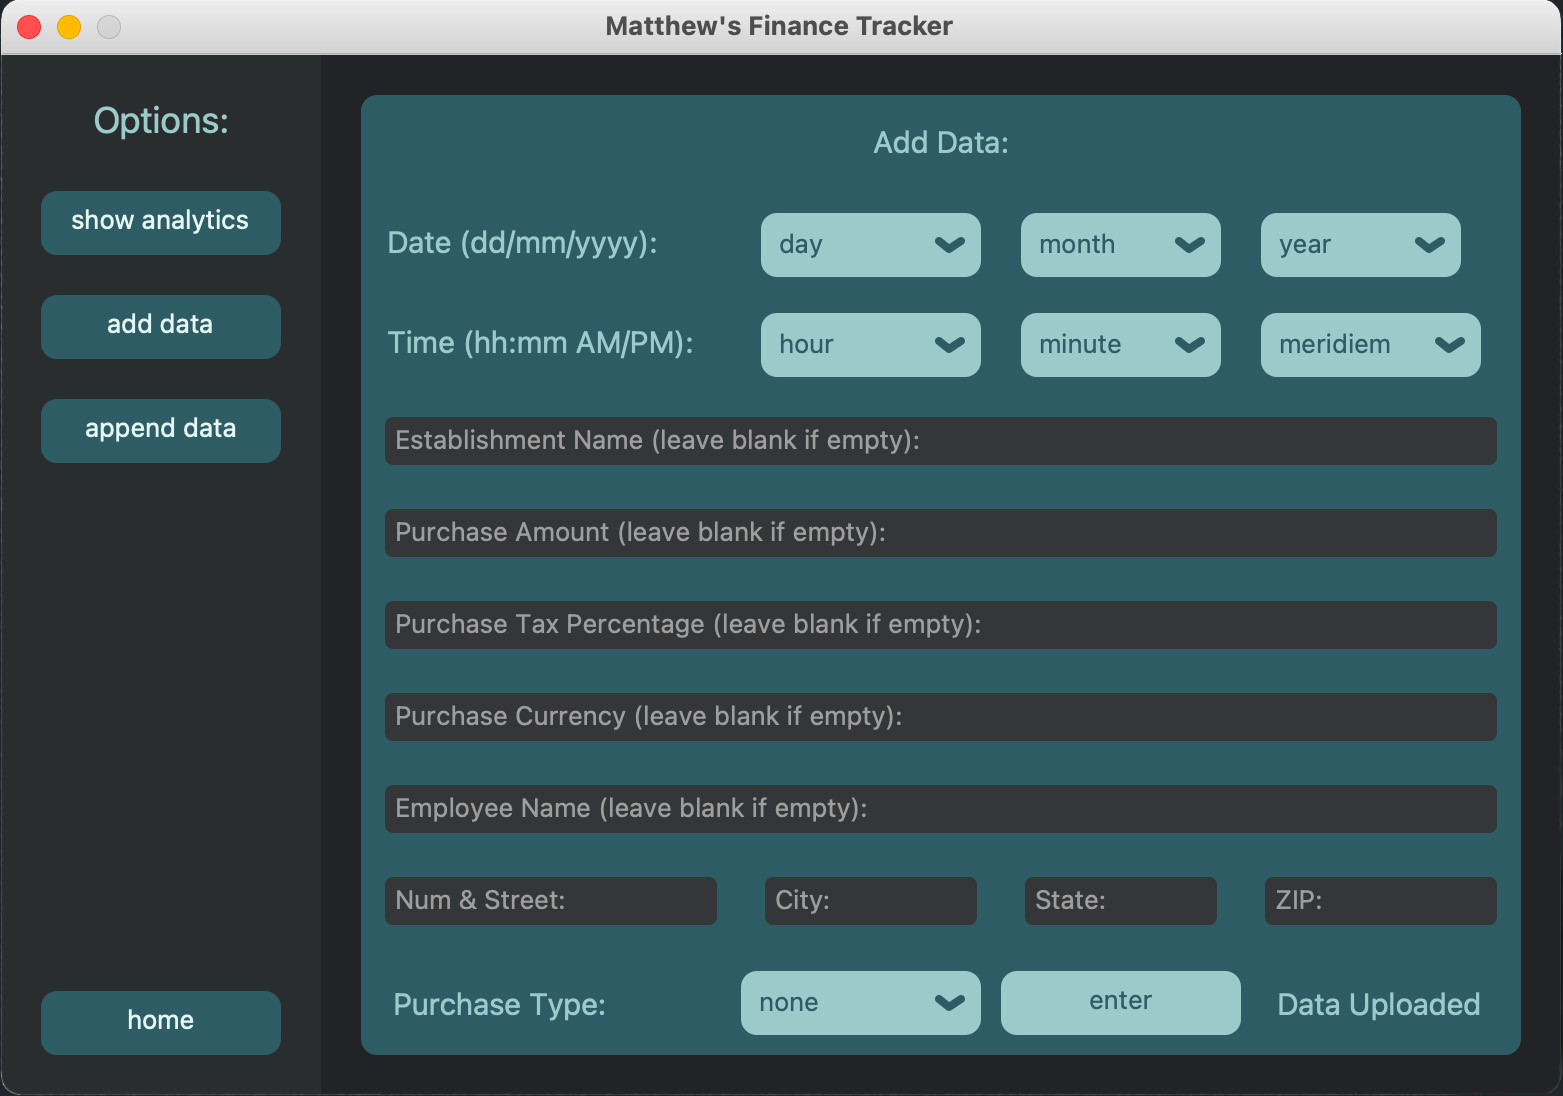 Matthew's Finance Tracker
Options:
show analytics
add data
append data
home
Add Data:
Date (dd/mm/yyyy): day month year
Time (hh:mm AM/PM): hour minute meridiem
Establishment Name (leave blank if empty):
Purchase Amount (leave blank if empty):
Purchase Tax Percentage (leave blank if empty):
Purchase Currency (leave blank if empty):
Employee Name (leave blank if empty):
Num & Street: City: State: ZIP:
Purchase Type: none enter Data Uploaded